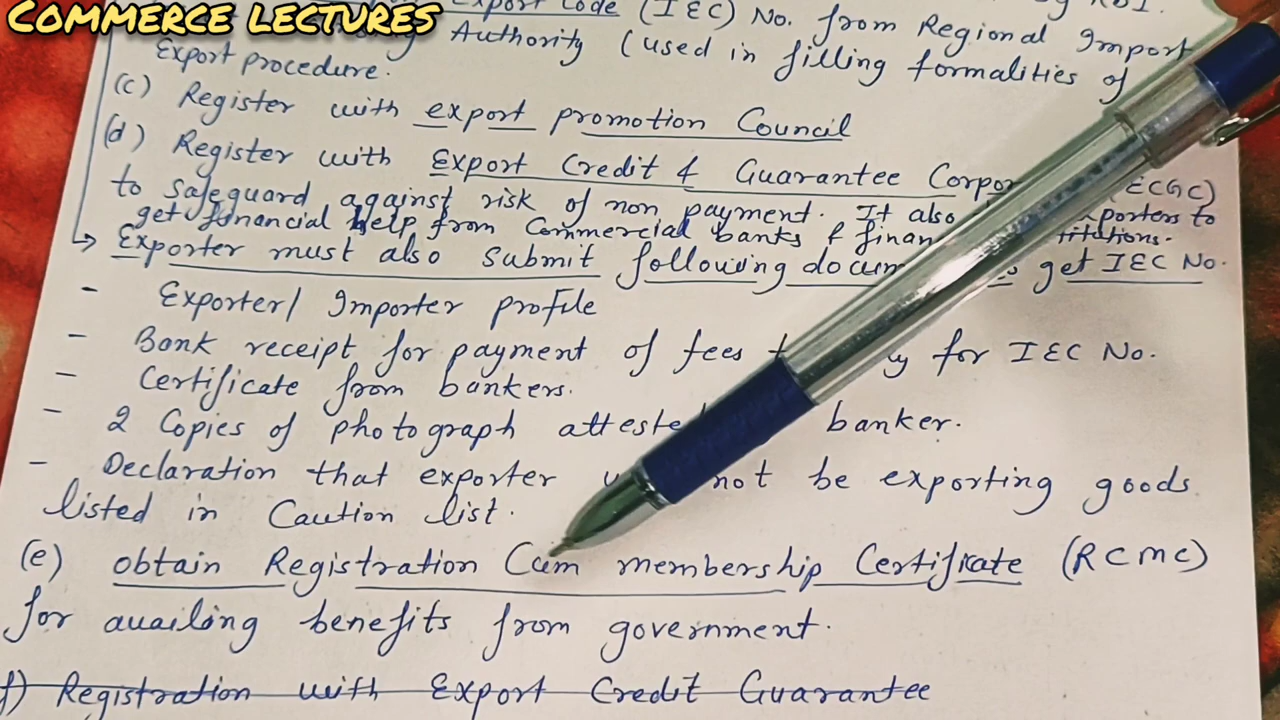 COMMERCE LECTURES
Export Code (IEC) No. from Regional Import
Authority (used in filling formalities of
Export procedure.
(c) Register with export promotion Council
(d) Register with Export Credit & Guarantee ECGC)
to safeguard against risk of non payment. It also to
get financial help from Commercial banks &
→ Exporter must also submit following get IEC No.
- Exporter/ Importer profile
- Bank receipt for payment of fees for IEC No.
- Certificate from bankers.
- 2 Copies of photograph banker.
- Declaration that exporter not be exporting goods
listed in Caution list.
(e) obtain Registration Cum membership Certificate (RCMC)
for availing benefits from government.
f) Registration with Export Credit Guarantee